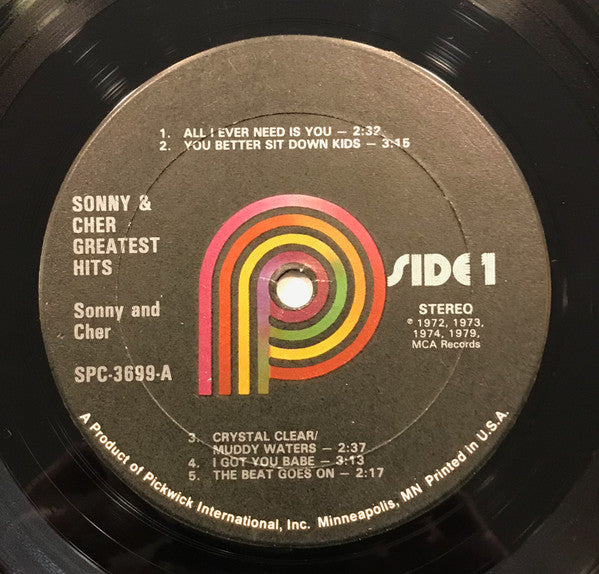 1. ALL I EVER NEED IS YOU — 2:32
2. YOU BETTER SIT DOWN KIDS — 3:15
SONNY &
CHER
GREATEST
HITS
Sonny and
Cher
SPC-3699-A
SIDE 1
STEREO
℗ 1972, 1973,
1974, 1979,
MCA Records
3. CRYSTAL CLEAR/
MUDDY WATERS — 2:37
4. I GOT YOU BABE — 3:13
5. THE BEAT GOES ON — 2:17
A Product of Pickwick International, Inc. Minneapolis, MN Printed in U.S.A.